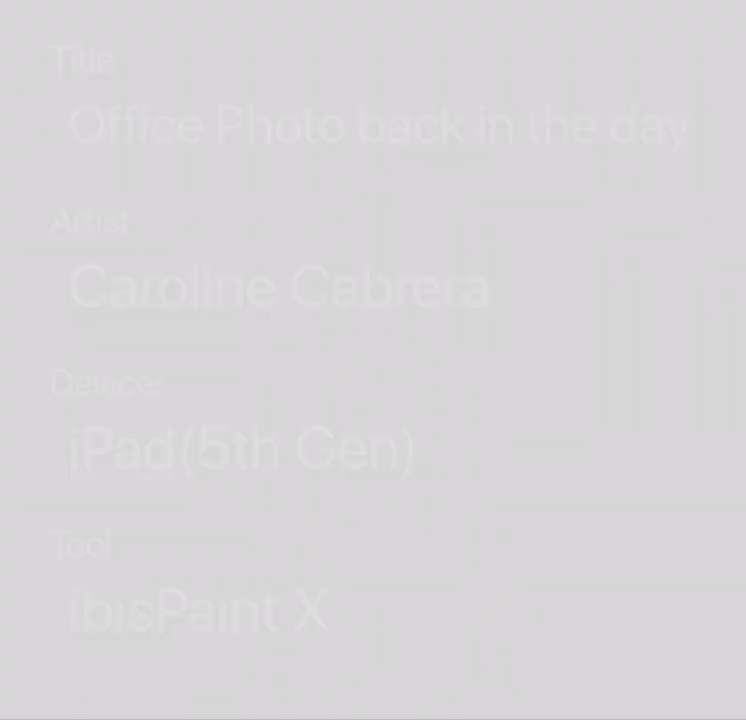 Title
Office Photo back in the day
Artist
Caroline Cabrera
Device:
iPad(5th Gen)
Tool
ibisPaint X